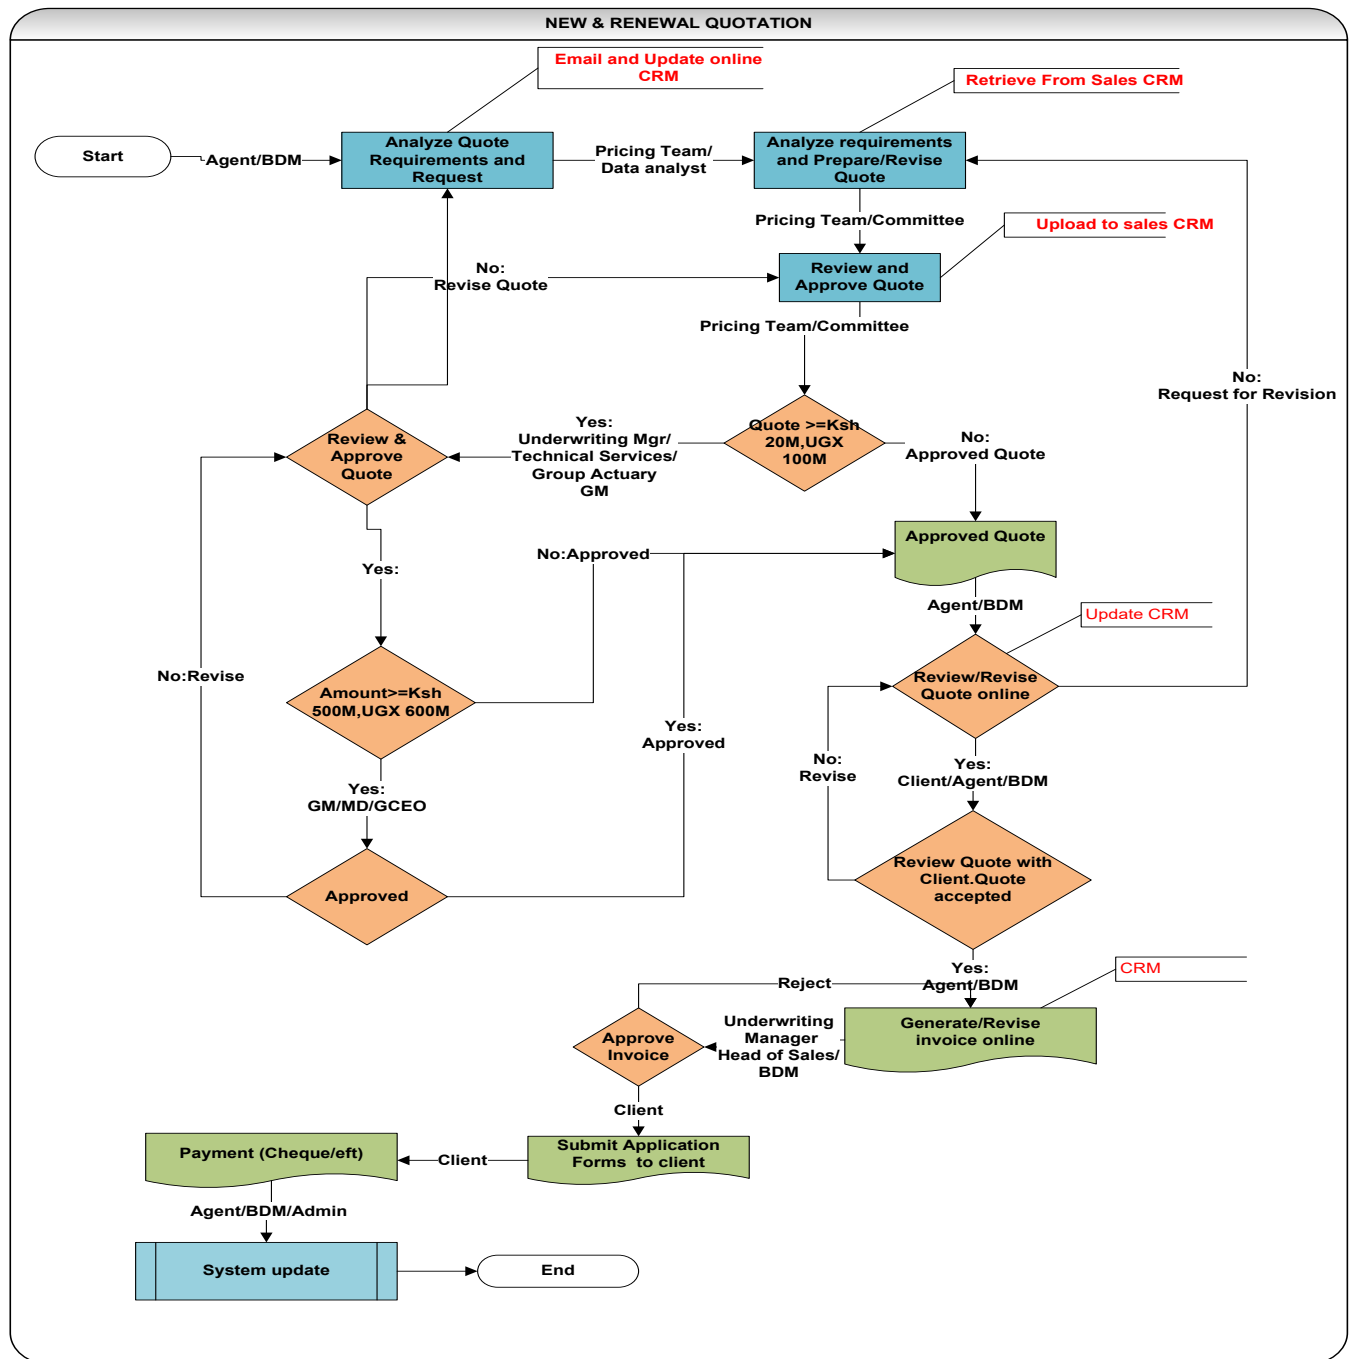 NEW & RENEWAL QUOTATION
Email and Update online
CRM
Retrieve From Sales CRM
Start
Agent/BDM
Analyze Quote
Requirements and
Request
Pricing Team/
Data analyst
Analyze requirements
and Prepare/Revise
Quote
Pricing Team/Committee
Upload to sales CRM
No:
Revise Quote
Review and
Approve Quote
Pricing Team/Committee
No:
Request for Revision
Review &
Approve
Quote
Yes:
Underwriting Mgr/
Technical Services/
Group Actuary
GM
Quote >=Ksh
20M,UGX
100M
No:
Approved Quote
Yes:
No:Approved
Approved Quote
Agent/BDM
Update CRM
No:Revise
Amount>=Ksh
500M,UGX 600M
Yes:
Approved
Review/Revise
Quote online
No:
Revise
Yes:
Client/Agent/BDM
Yes:
GM/MD/GCEO
Approved
Review Quote with
Client.Quote
accepted
Yes:
Agent/BDM
CRM
Reject
Approve
Invoice
Underwriting
Manager
Head of Sales/
BDM
Generate/Revise
invoice online
Client
Payment (Cheque/eft)
Client
Submit Application
Forms to client
Agent/BDM/Admin
System update
End